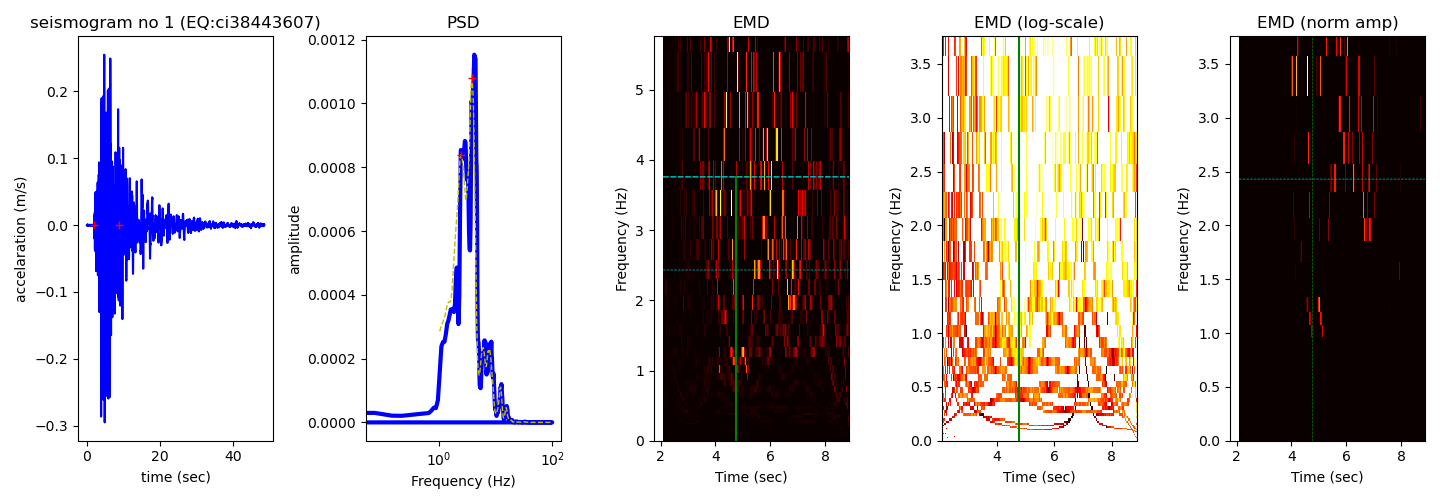 seismogram no 1 (EQ:ci38443607)
accelaration (m/s)
0.2
0.1
0.0
−0.1
−0.2
−0.3
0 20 40
time (sec)
PSD
amplitude
0.0012
0.0010
0.0008
0.0006
0.0004
0.0002
0.0000
10^0 10^2
Frequency (Hz)
EMD
Frequency (Hz)
5
4
3
2
1
0
2 4 6 8
Time (sec)
EMD (log-scale)
Frequency (Hz)
3.5
3.0
2.5
2.0
1.5
1.0
0.5
0.0
4 6 8
Time (sec)
EMD (norm amp)
Frequency (Hz)
3.5
3.0
2.5
2.0
1.5
1.0
0.5
0.0
2 4 6 8
Time (sec)